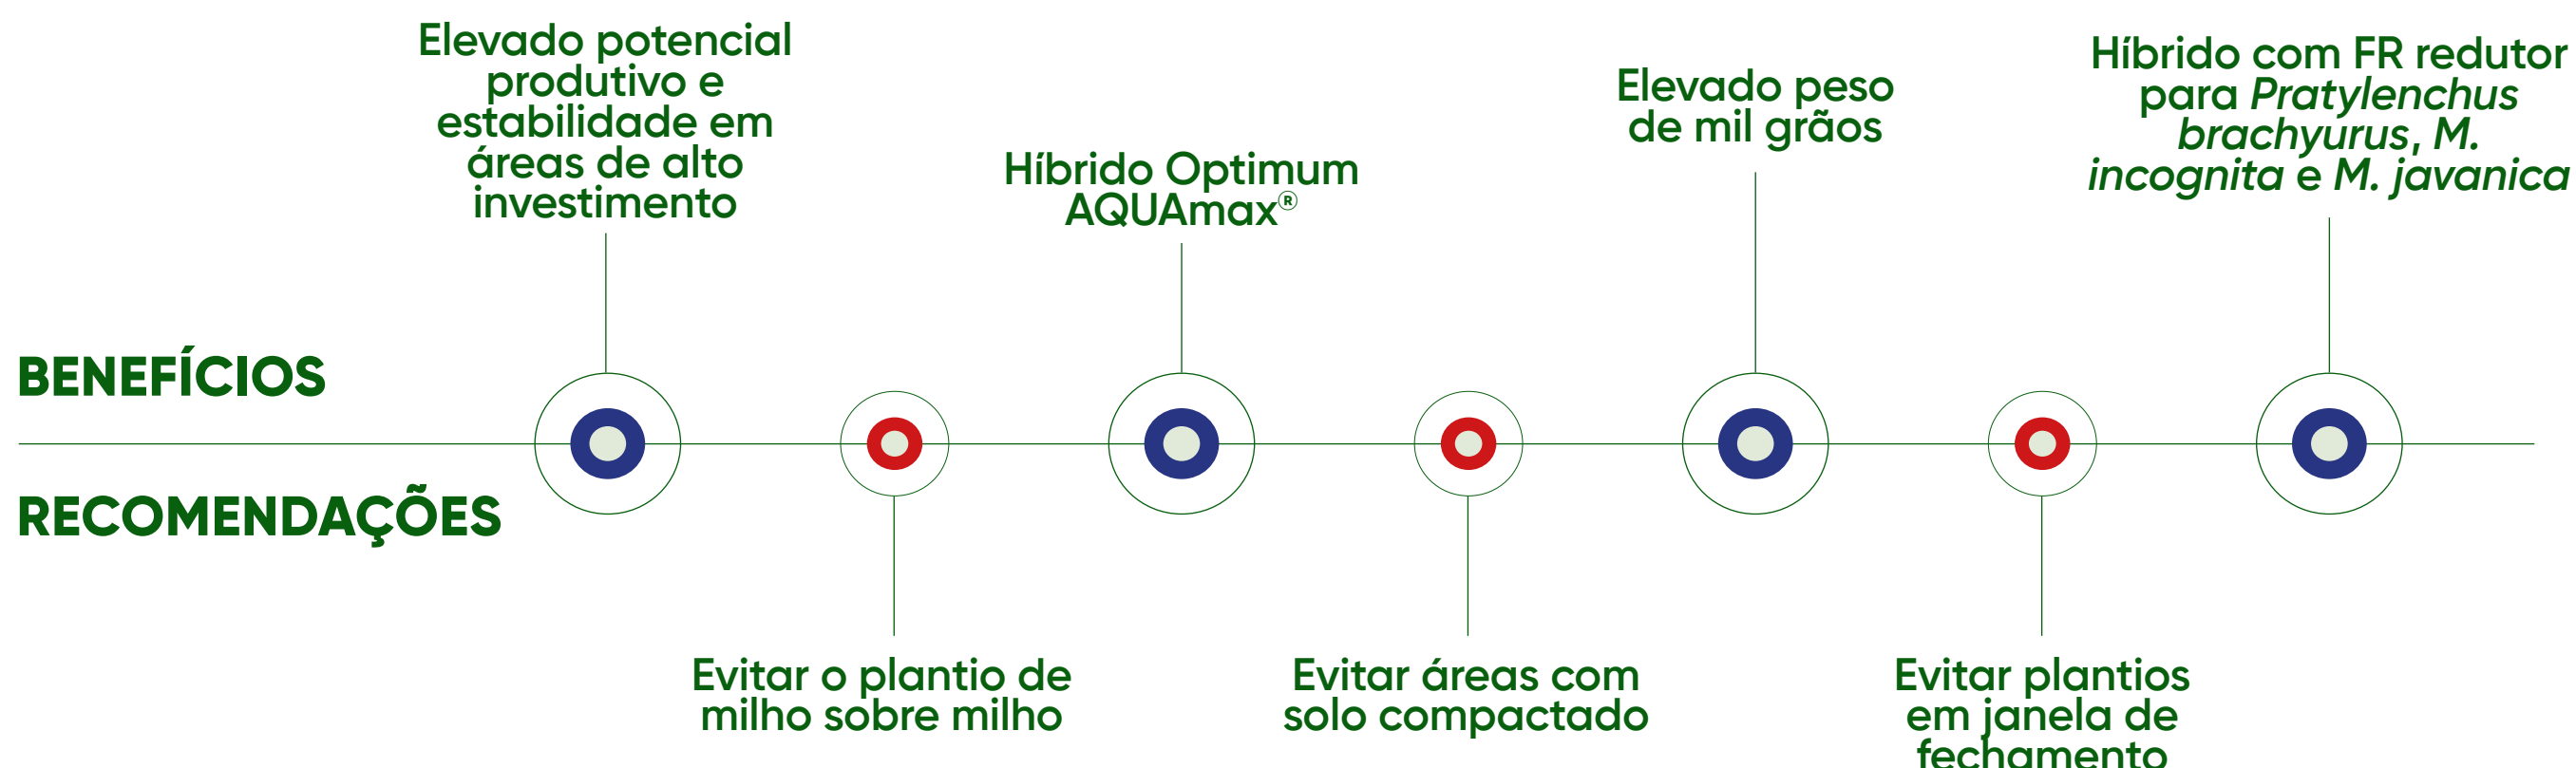 Elevado potencial
produtivo e
estabilidade em
áreas de alto
investimento
Híbrido Optimum
AQUAmax®
Elevado peso
de mil grãos
Híbrido com FR redutor
para Pratylenchus
brachyurus, M.
incognita e M. javanica
BENEFÍCIOS
RECOMENDAÇÕES
Evitar o plantio de
milho sobre milho
Evitar áreas com
solo compactado
Evitar plantios
em janela de
fechamento